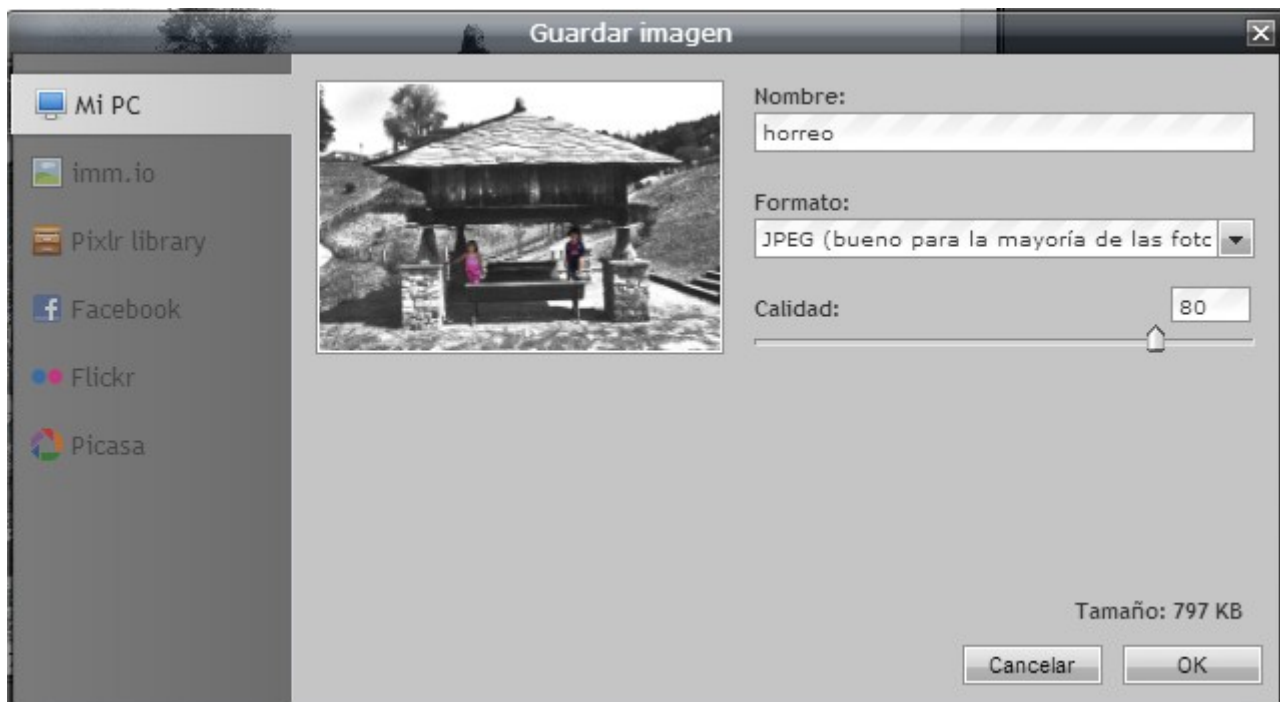 Guardar imagen
Mi PC
imm.io
Pixlr library
Facebook
Flickr
Picasa
Nombre:
horreo
Formato:
JPEG (bueno para la mayoría de las fotc
Calidad:
80
Tamaño: 797 KB
Cancelar
OK